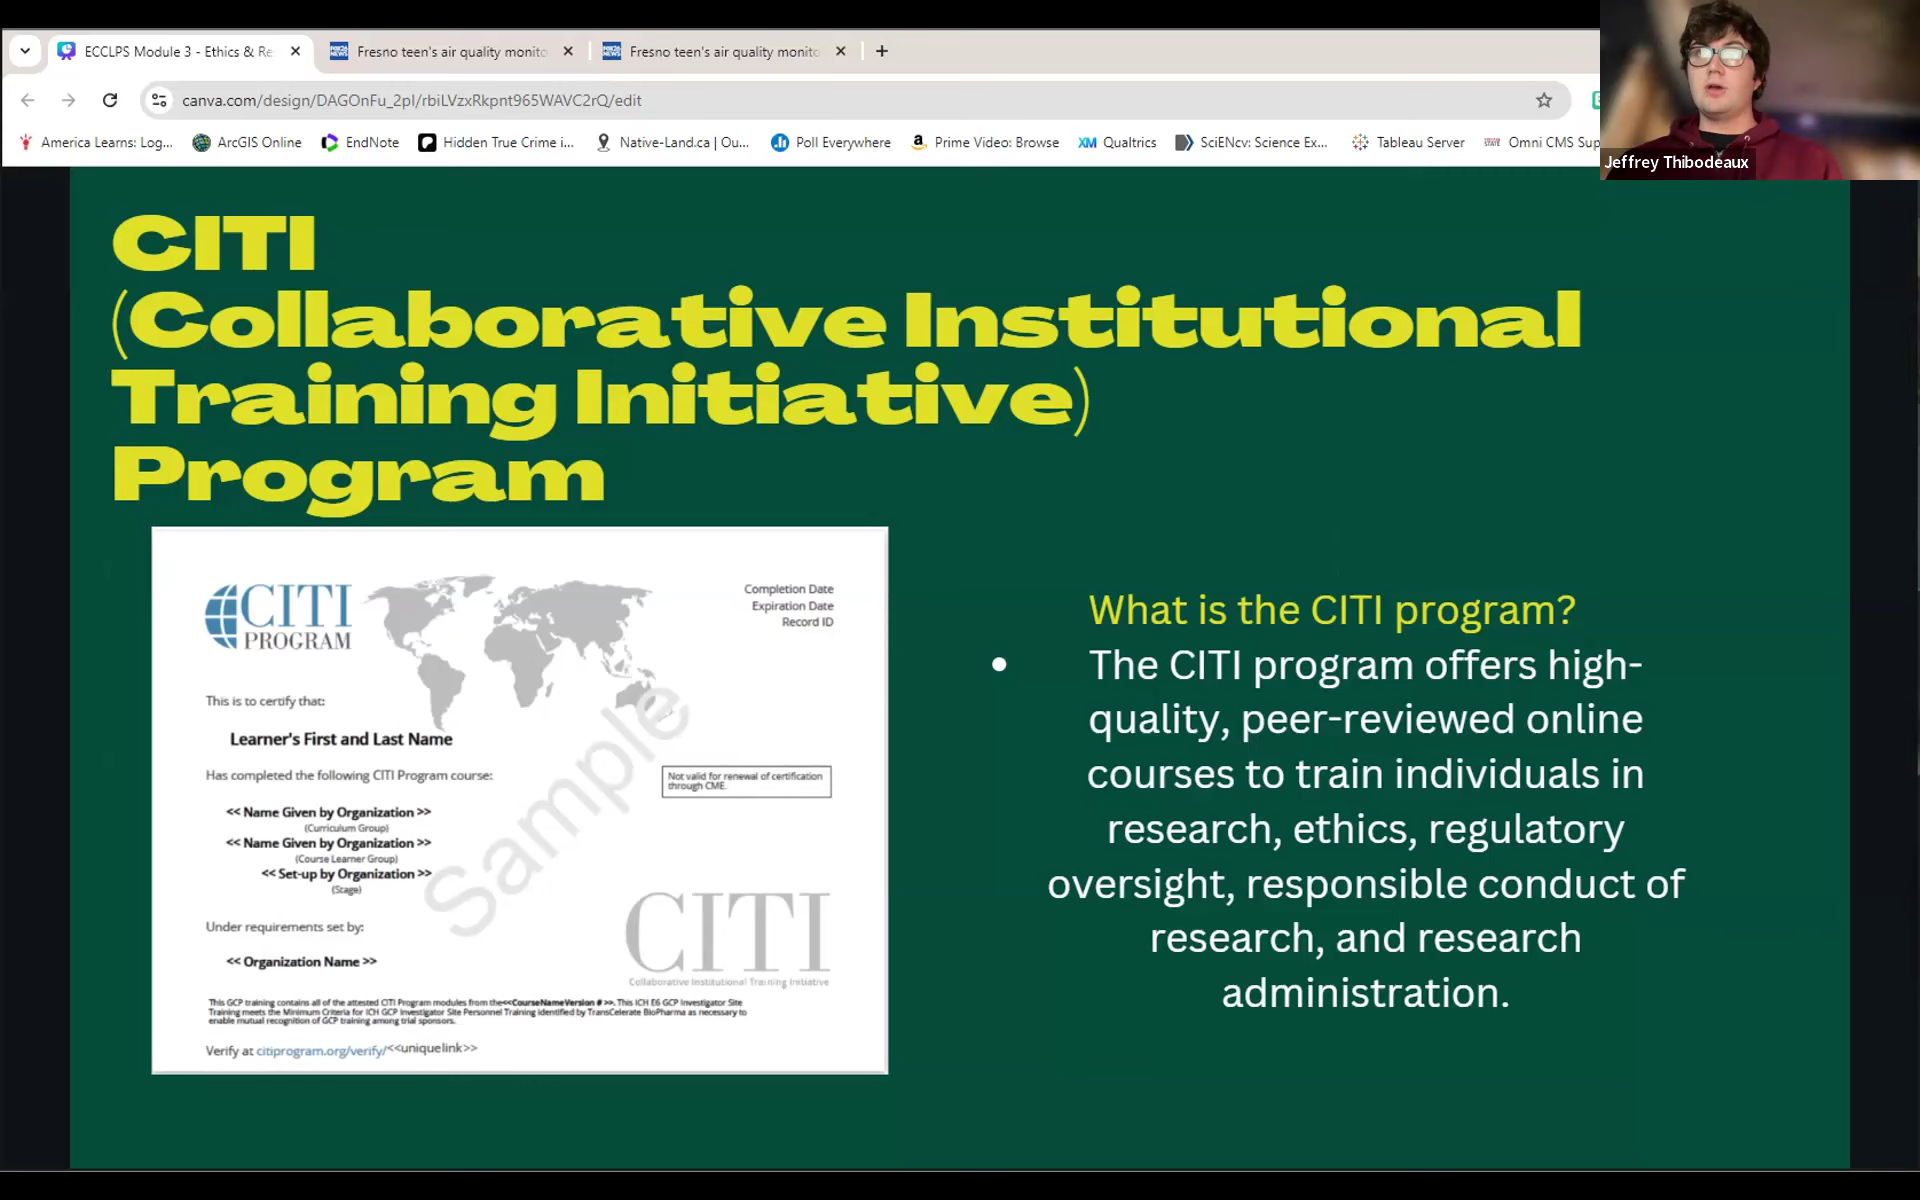 ECCLPS Module 3 - Ethics & Re
Fresno teen's air quality monito
Fresno teen's air quality monito
canva.com/design/DAGOnFu_2pI/rbiLVzxRkpnt965WAVC2rQ/edit
America Learns: Log...
ArcGIS Online
EndNote
Hidden True Crime i...
Native-Land.ca | Ou...
Poll Everywhere
Prime Video: Browse
XM Qualtrics
SciENcv: Science Ex...
Tableau Server
Omni CMS Sup
Jeffrey Thibodeaux
CITI
(Collaborative Institutional
Training Initiative)
Program
CITI
PROGRAM
Completion Date
Expiration Date
Record ID
This is to certify that:
Learner's First and Last Name
Has completed the following CITI Program course:
Not valid for renewal of certification
through CME.
<< Name Given by Organization >>
(Curriculum Group)
<< Name Given by Organization >>
(Course Learner Group)
<< Set-up by Organization >>
(Stage)
Under requirements set by:
<< Organization Name >>
Sample
CITI
Collaborative Institutional Training Initiative
This GCP training contains all of the attested CITI Program modules from the<<CourseNameVersion # >>. This ICH E6 GCP Investigator Site
Training meets the Minimum Criteria for ICH GCP Investigator Site Personnel Training identified by TransCelerate BioPharma as necessary to
enable mutual recognition of GCP training among trial sponsors.
Verify at citiprogram.org/verify/<<uniquelink>>
What is the CITI program?
• The CITI program offers high-
quality, peer-reviewed online
courses to train individuals in
research, ethics, regulatory
oversight, responsible conduct of
research, and research
administration.